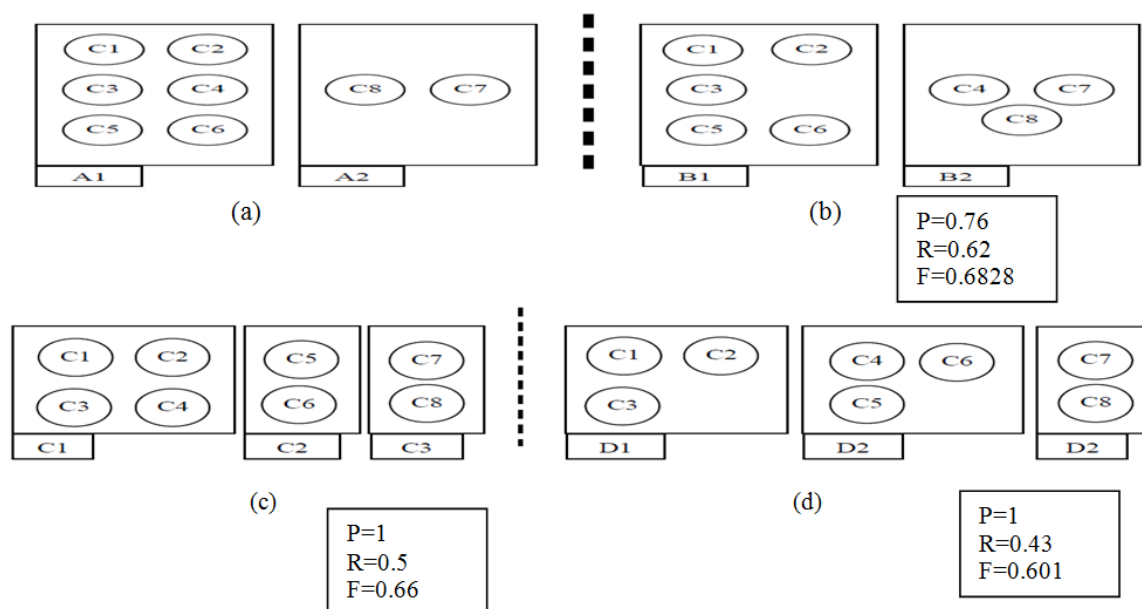 C1 C2 C1 C2
C3 C4 C8 C7 C3 C4 C7
C8
C5 C6 C5 C6
A1 A2 B1 B2
(a) (b)
P=0.76
R=0.62
F=0.6828
C1 C2 C5 C7 C1 C2 C4 C6 C7
C3 C4 C6 C8 C3 C5 C8
C1 C2 C3 D1 D2 D2
(c) (d)
P=1
R=0.5
F=0.66
P=1
R=0.43
F=0.601